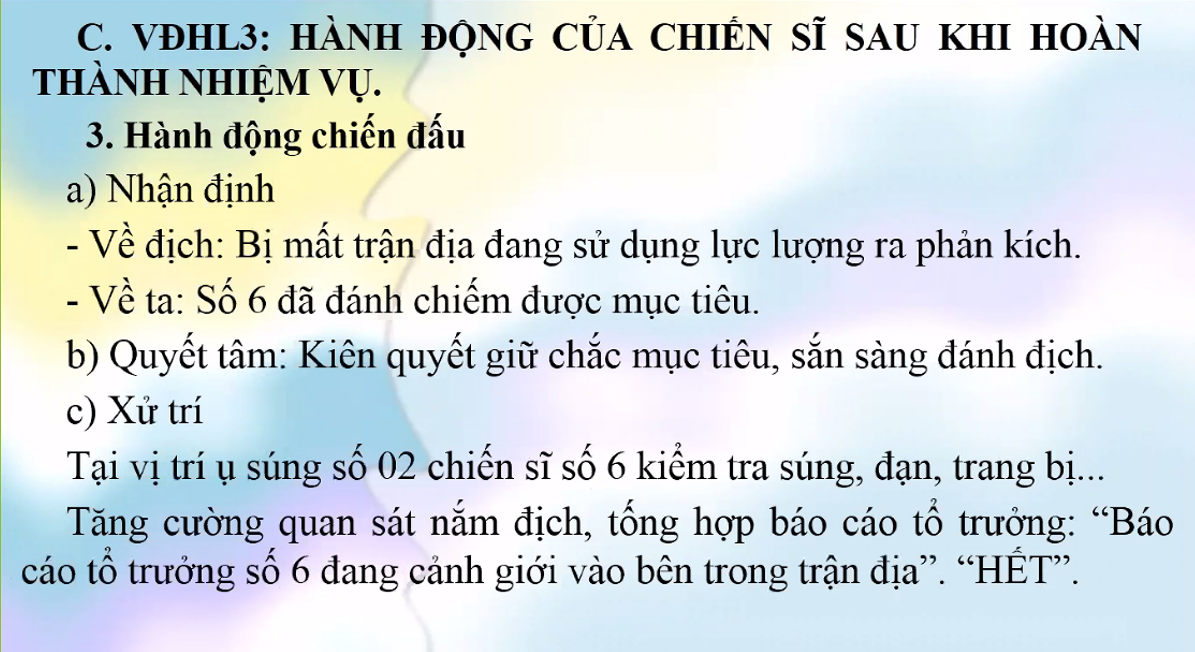 C. VĐHL3: HÀNH ĐỘNG CỦA CHIẾN SĨ SAU KHI HOÀN
THÀNH NHIỆM VỤ.
3. Hành động chiến đấu
a) Nhận định
- Về địch: Bị mất trận địa đang sử dụng lực lượng ra phản kích.
- Về ta: Số 6 đã đánh chiếm được mục tiêu.
b) Quyết tâm: Kiên quyết giữ chắc mục tiêu, sẵn sàng đánh địch.
c) Xử trí
Tại vị trí ụ súng số 02 chiến sĩ số 6 kiểm tra súng, đạn, trang bị...
Tăng cường quan sát nắm địch, tổng hợp báo cáo tổ trưởng: “Báo
cáo tổ trưởng số 6 đang cảnh giới vào bên trong trận địa”. “HẾT”.